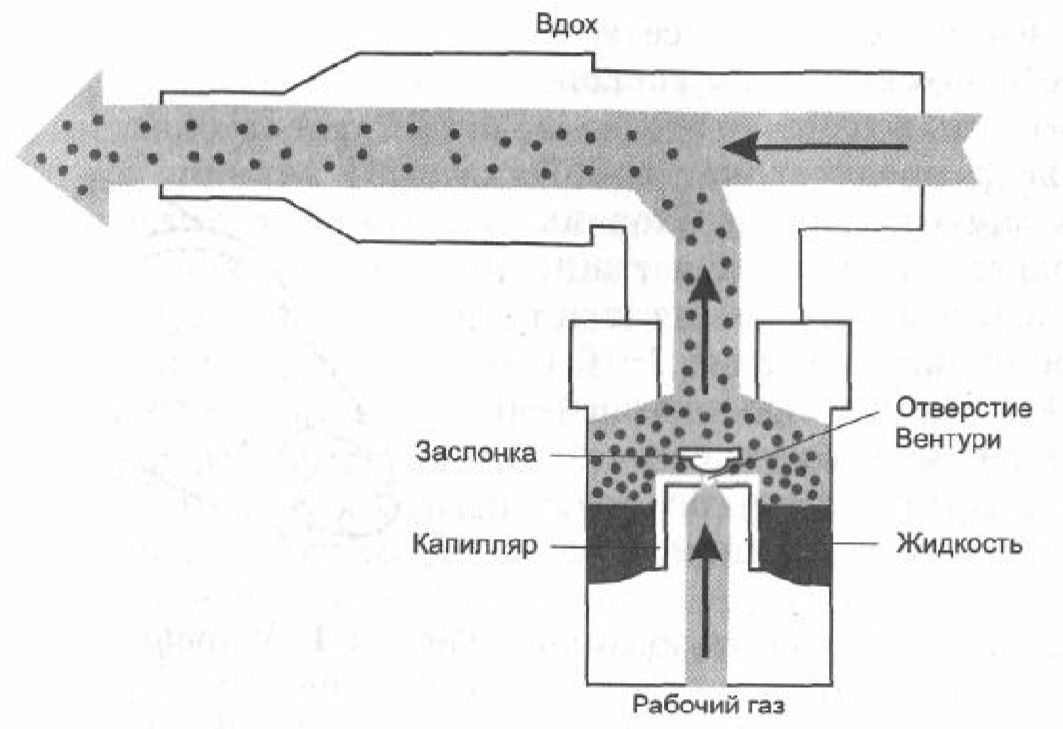 Вдох
Отверстие
Вентури
Заслонка
Капилляр
Жидкость
Рабочий газ